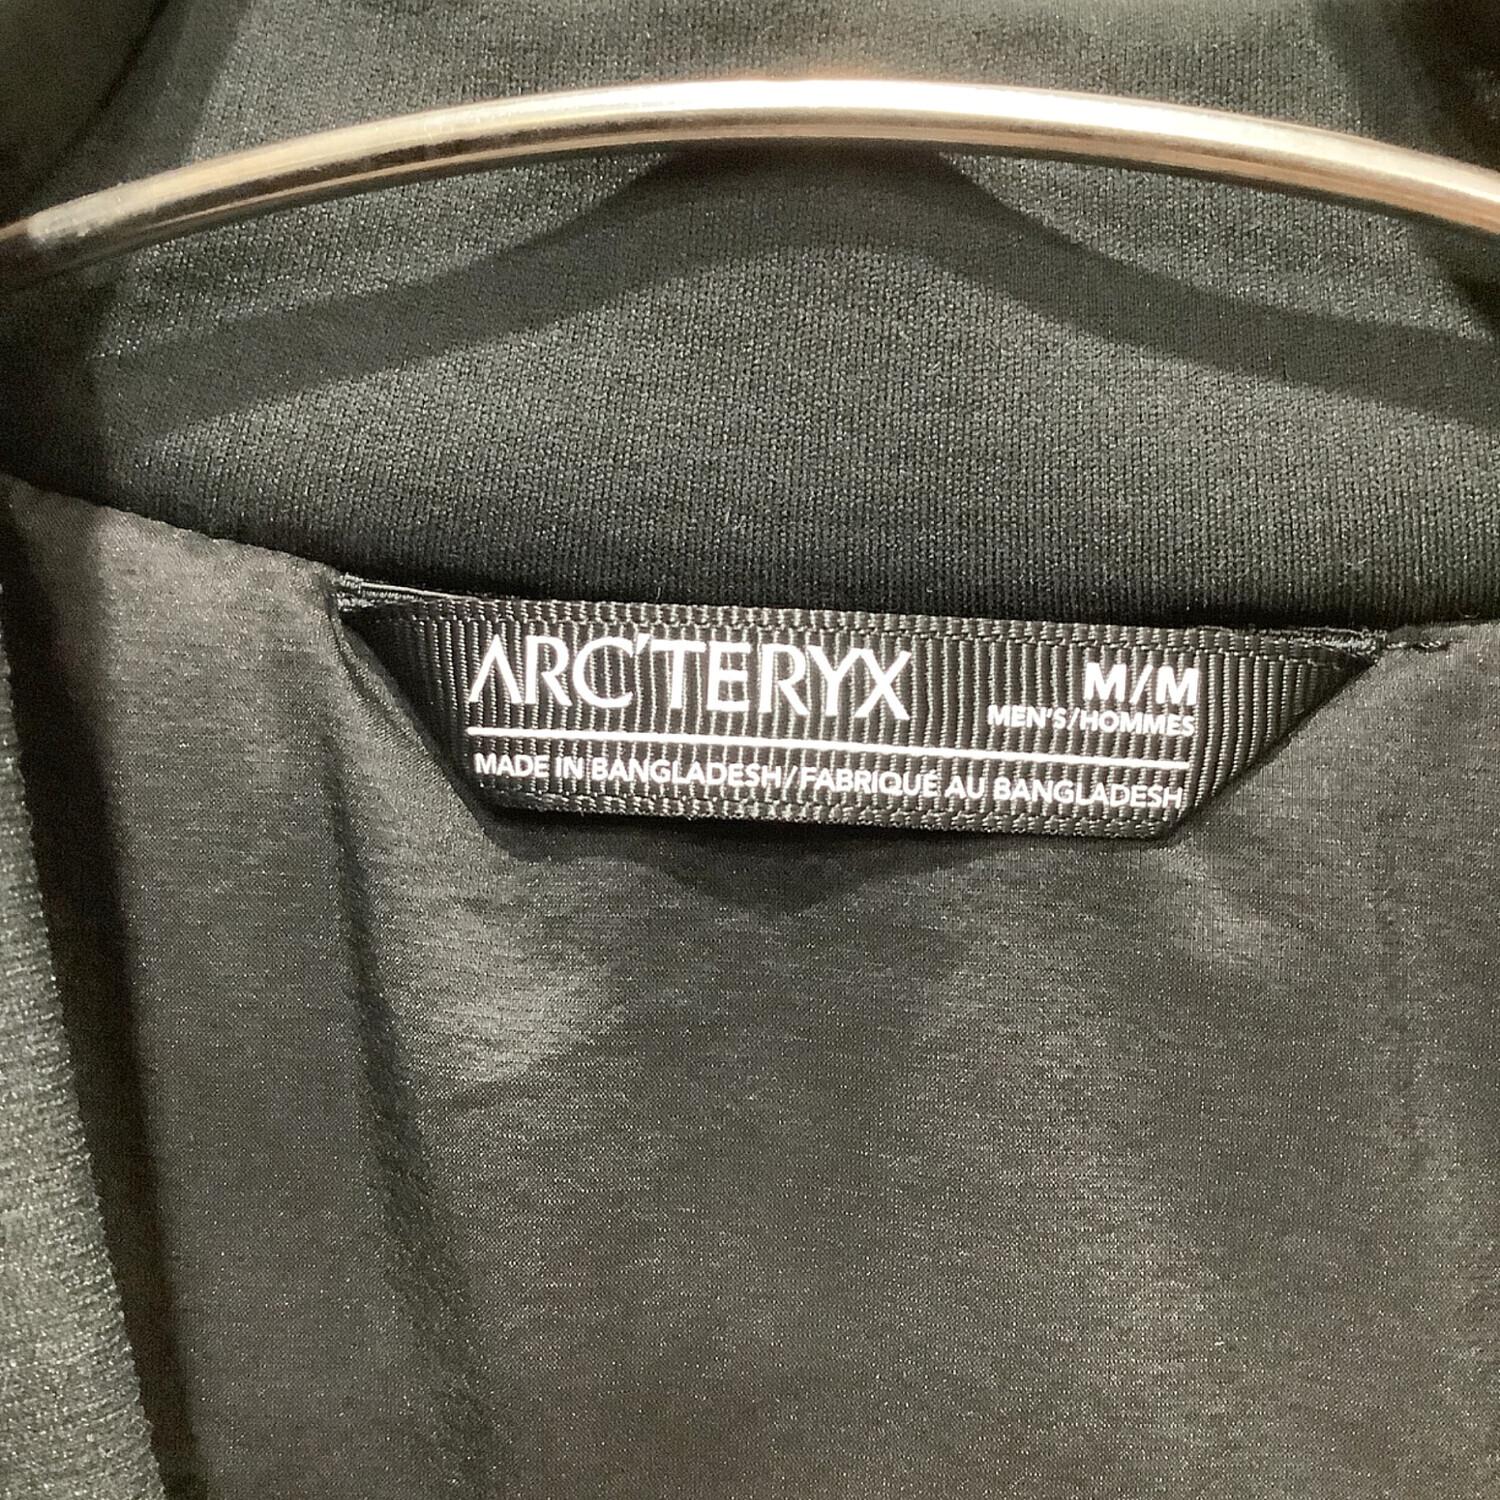 ARC'TERYX
M/M
MEN'S/HOMMES
MADE IN BANGLADESH/FABRIQUÉ AU BANGLADESH